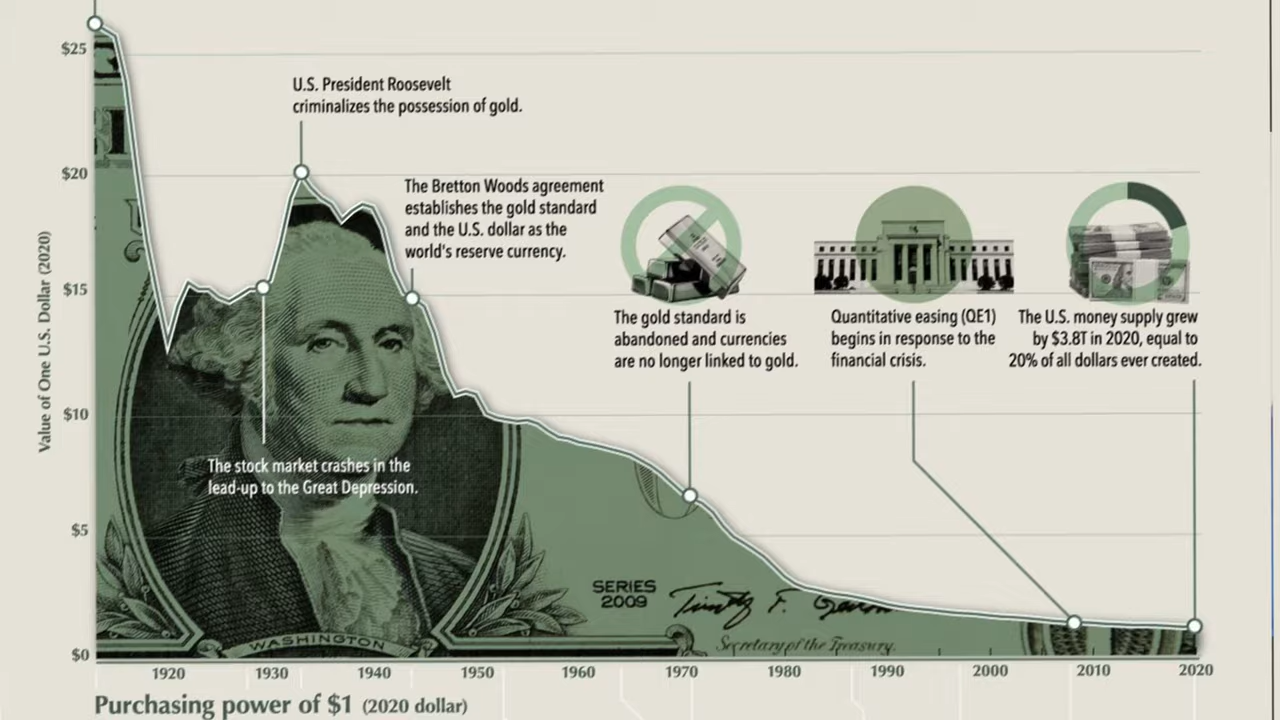 $25
$20
$15
$10
$5
$0
Value of One U.S. Dollar (2020)
U.S. President Roosevelt
criminalizes the possession of gold.
The Bretton Woods agreement
establishes the gold standard
and the U.S. dollar as the
world's reserve currency.
The gold standard is
abandoned and currencies
are no longer linked to gold.
Quantitative easing (QE1)
begins in response to the
financial crisis.
The U.S. money supply grew
by $3.8T in 2020, equal to
20% of all dollars ever created.
The stock market crashes in the
lead-up to the Great Depression.
SERIES
2009
Secretary of the Treasury.
WASHINGTON
1920 1930 1940 1950 1960 1970 1980 1990 2000 2010 2020
Purchasing power of $1 (2020 dollar)